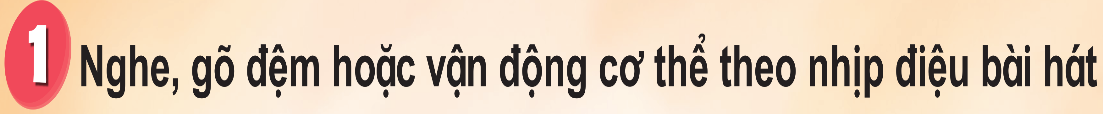 1 Nghe, gõ đệm hoặc vận động cơ thể theo nhịp điệu bài hát